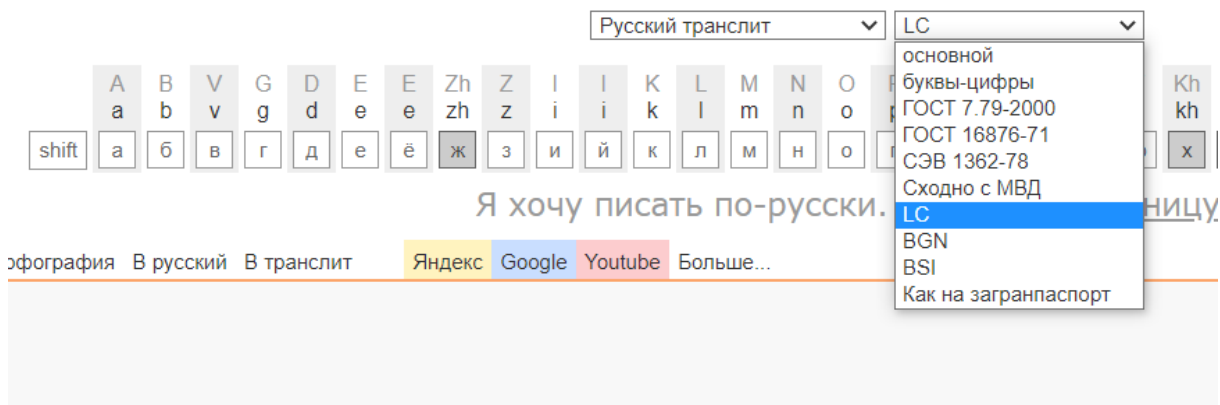 Русский транслит LC
основной
буквы-цифры
ГОСТ 7.79-2000
ГОСТ 16876-71
СЭВ 1362-78
Сходно с МВД
LC
BGN
BSI
Как на загранпаспорт
A B V G D E E Zh Z I I K L M N O Kh
a b v g d e e zh z i i k l m n o kh
shift а б в г д е ё ж з и й к л м н о х
Я хочу писать по-русски.
В русский В транслит Яндекс Google Youtube Больше...